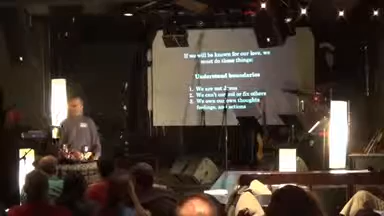 If we will be known for our love, we
must do these things:
Understand boundaries
1. We are not
2. We can't or fix others
3. We own our own thoughts
feelings, and actions